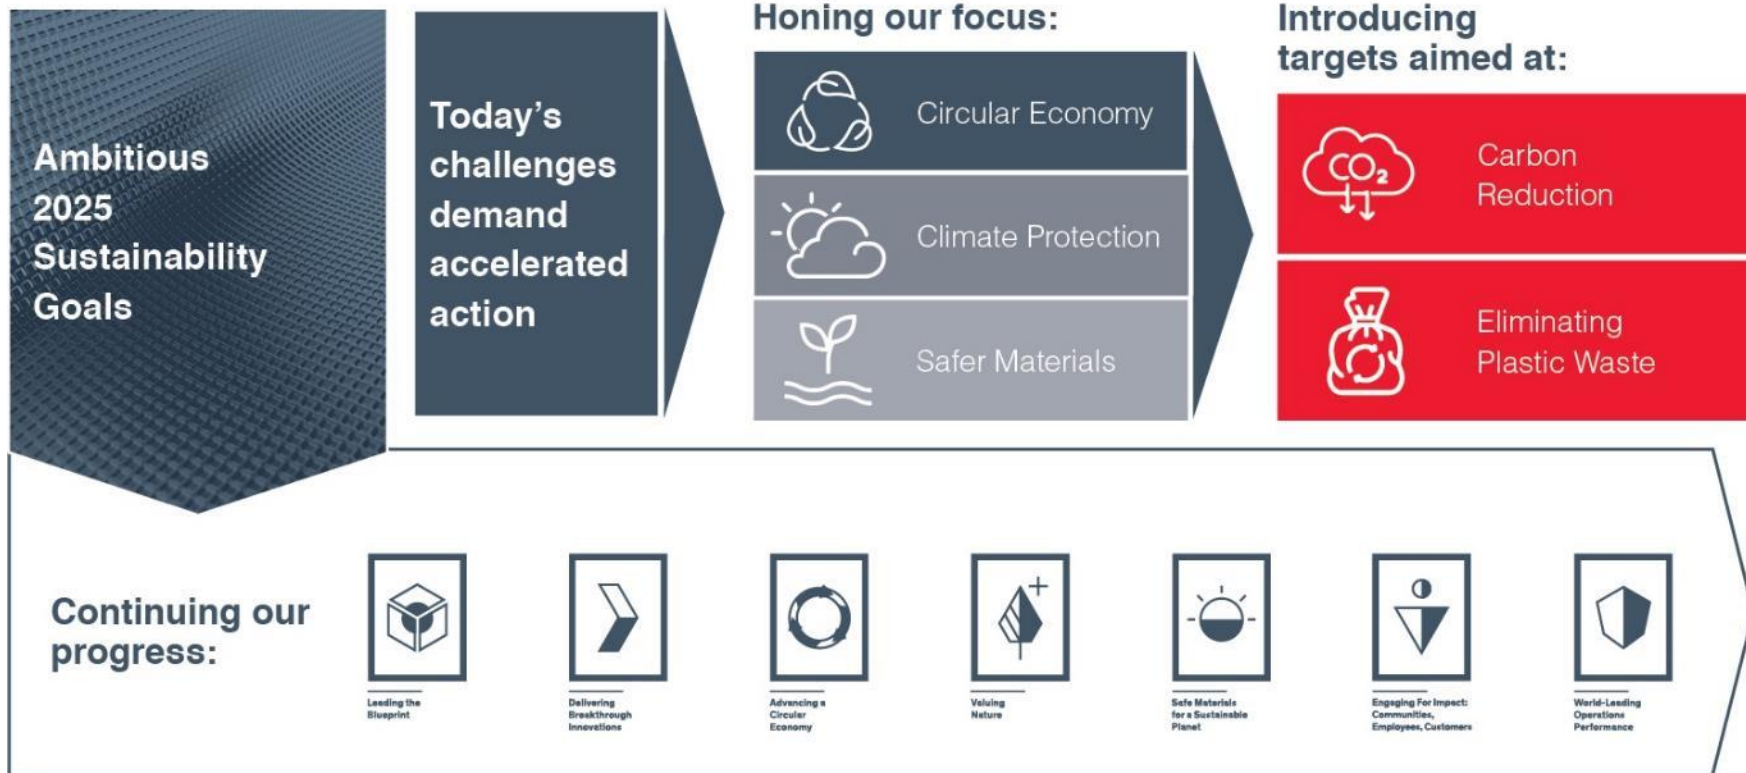 Ambitious
2025
Sustainability
Goals
Today's
challenges
demand
accelerated
action
Honing our focus:
Circular Economy
Climate Protection
Safer Materials
Introducing
targets aimed at:
CO₂
Carbon
Reduction
Eliminating
Plastic Waste
Continuing our
progress:
Leading the
Blueprint
Delivering
Breakthrough
Innovations
Advancing a
Circular
Economy
Valuing
Nature
Safe Materials
for a Sustainable
Planet
Engaging For Impact:
Communities,
Employees, Customers
World-Leading
Operations
Performance